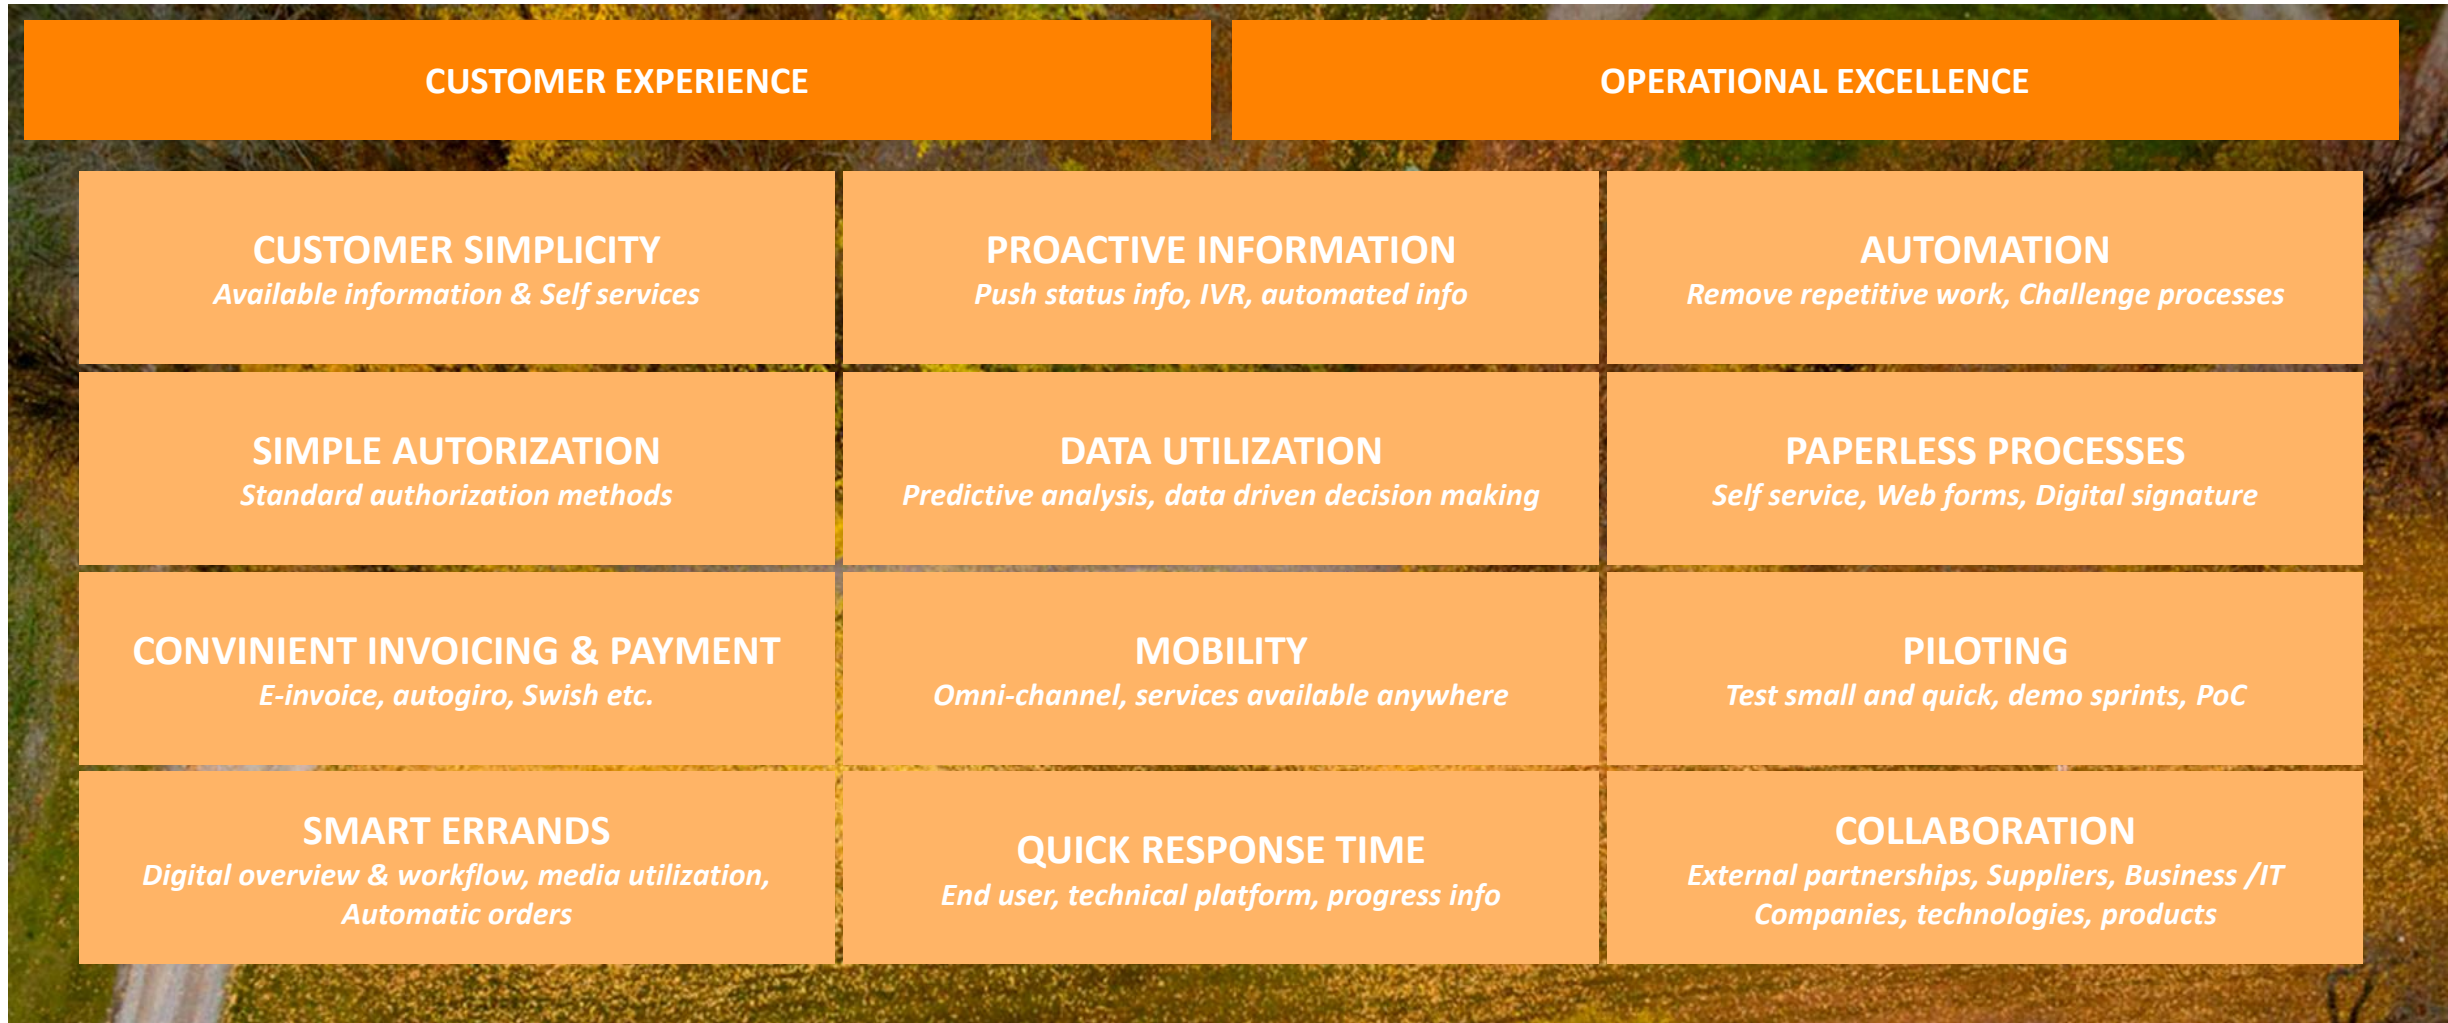 CUSTOMER EXPERIENCE
OPERATIONAL EXCELLENCE
CUSTOMER SIMPLICITY
Available information & Self services
PROACTIVE INFORMATION
Push status info, IVR, automated info
AUTOMATION
Remove repetitive work, Challenge processes
SIMPLE AUTORIZATION
Standard authorization methods
DATA UTILIZATION
Predictive analysis, data driven decision making
PAPERLESS PROCESSES
Self service, Web forms, Digital signature
CONVINIENT INVOICING & PAYMENT
E-invoice, autogiro, Swish etc.
MOBILITY
Omni-channel, services available anywhere
PILOTING
Test small and quick, demo sprints, PoC
SMART ERRANDS
Digital overview & workflow, media utilization,
Automatic orders
QUICK RESPONSE TIME
End user, technical platform, progress info
COLLABORATION
External partnerships, Suppliers, Business /IT
Companies, technologies, products